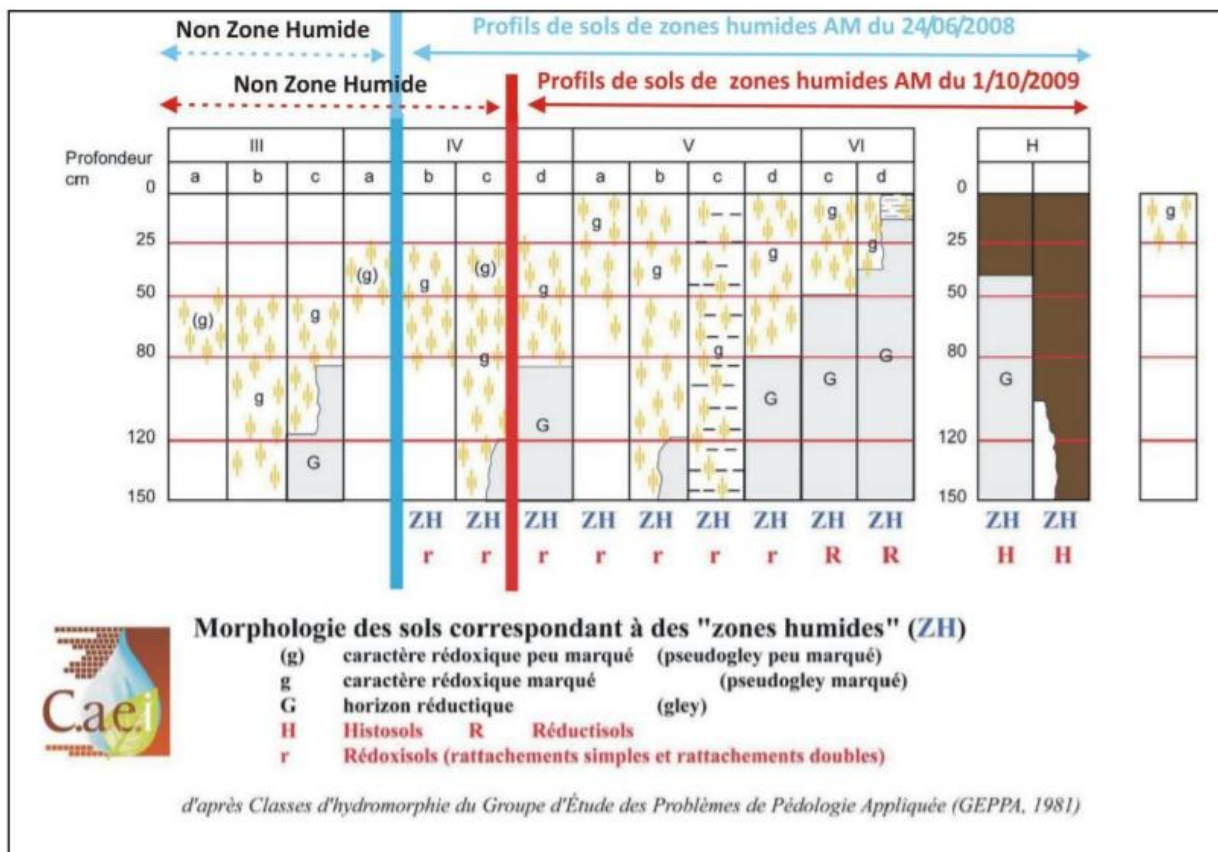 Non Zone Humide Profils de sols de zones humides AM du 24/06/2008
Non Zone Humide Profils de sols de zones humides AM du 1/10/2009
III IV V VI H
Profondeur
cm
a b c a b c d a b c d c d
0 0
g g g g
25 25
(g) g (g) g g g g
50 50
(g) g g g g
80 80
g G G G G G
120 120
G
150 150
ZH ZH ZH ZH ZH ZH ZH ZH ZH ZH ZH
r r r r r r r R R H H
Morphologie des sols correspondant à des "zones humides" (ZH)
(g) caractère rédoxique peu marqué (pseudogley peu marqué)
g caractère rédoxique marqué (pseudogley marqué)
G horizon réductique (gley)
H Histosols R Réductisols
r Rédoxisols (rattachements simples et rattachements doubles)
C.a.e.i
d'après Classes d'hydromorphie du Groupe d'Étude des Problèmes de Pédologie Appliquée (GEPPA, 1981)